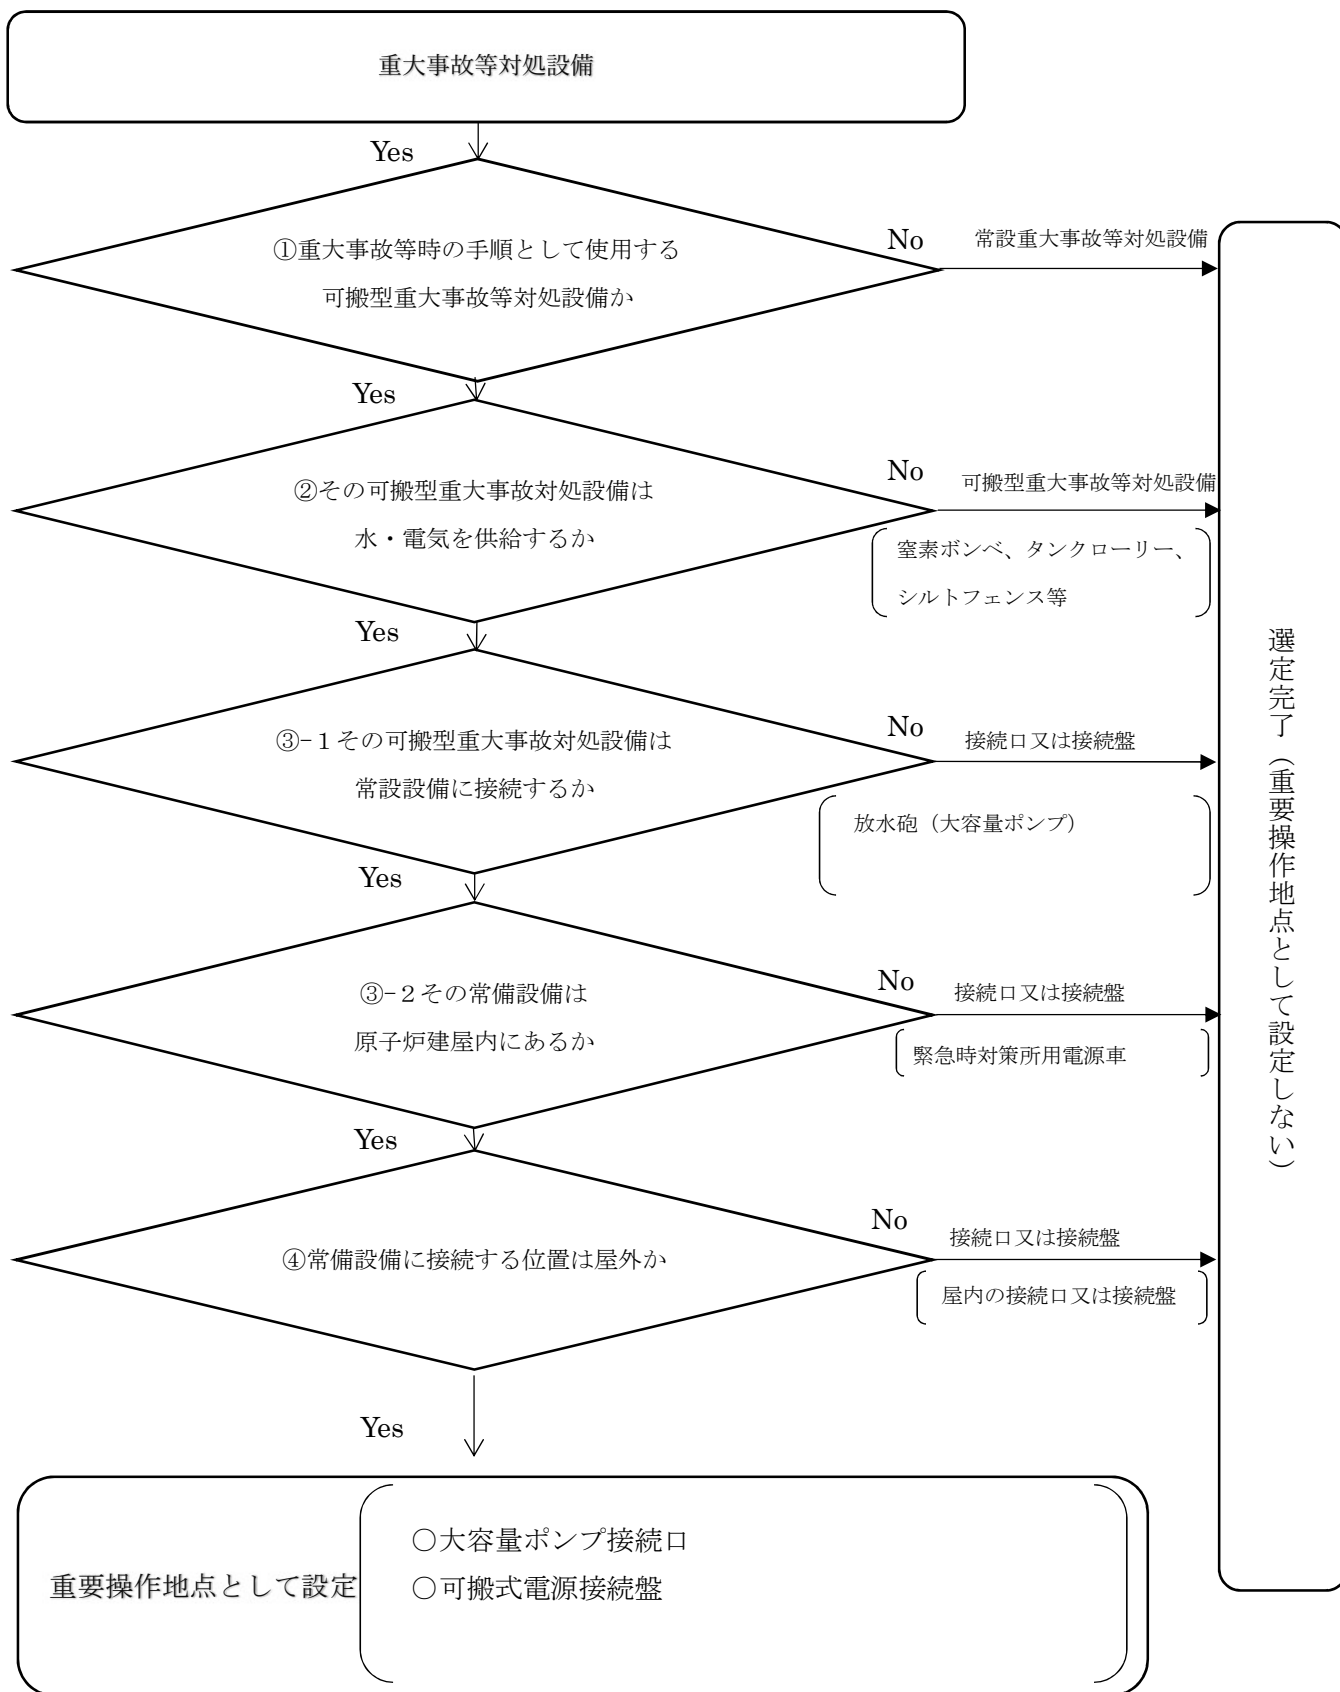 重大事故等対処設備
Yes
①重大事故等時の手順として使用する
可搬型重大事故等対処設備か
No
常設重大事故等対処設備
Yes
②その可搬型重大事故対処設備は
水・電気を供給するか
No
可搬型重大事故等対処設備
窒素ボンベ、タンクローリー、
シルトフェンス等
Yes
③-１その可搬型重大事故対処設備は
常設設備に接続するか
No
接続口又は接続盤
放水砲（大容量ポンプ）
Yes
③-２その常備設備は
原子炉建屋内にあるか
No
接続口又は接続盤
緊急時対策所用電源車
Yes
④常備設備に接続する位置は屋外か
No
接続口又は接続盤
屋内の接続口又は接続盤
Yes
重要操作地点として設定
○大容量ポンプ接続口
○可搬式電源接続盤
選定完了（重要操作地点として設定しない）